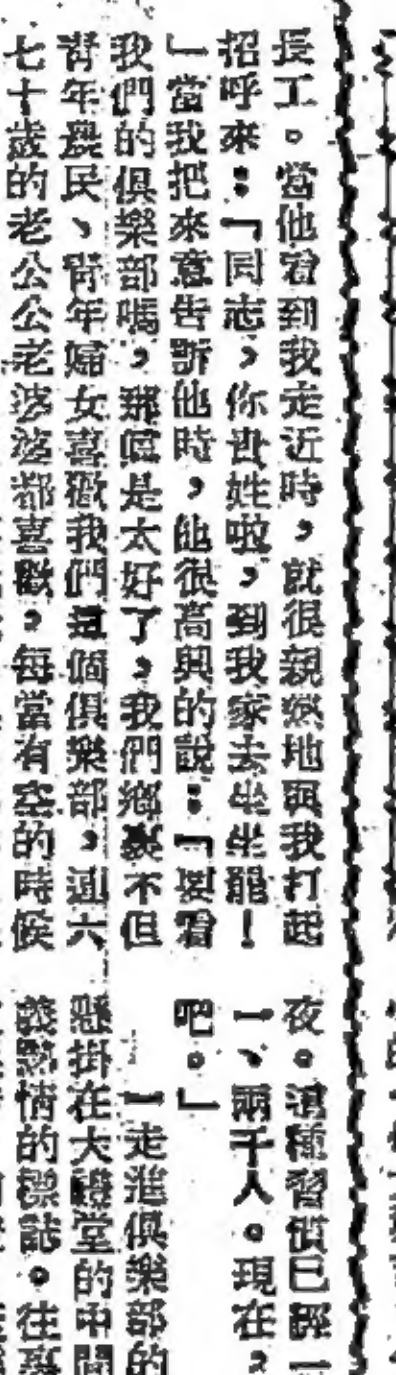 長工。當他看到我走近時，就很親熱地跟我打起
招呼來：「同志，你貴姓啦，到我家去坐坐罷！
」當我把來意告訴他時，他很高興的說：「要看
我們的俱樂部嗎，那眞是太好了，我們鄉裏不但
靑年農民、靑年婦女喜歡我們這個俱樂部，連六
七十歲的老公公老婆婆都喜歡，每當有空的時候
夜。這種習慣已經一
一、兩千人。現在，
吧。」
一走進俱樂部的
懸掛在大禮堂的中間
義熱情的標誌。往